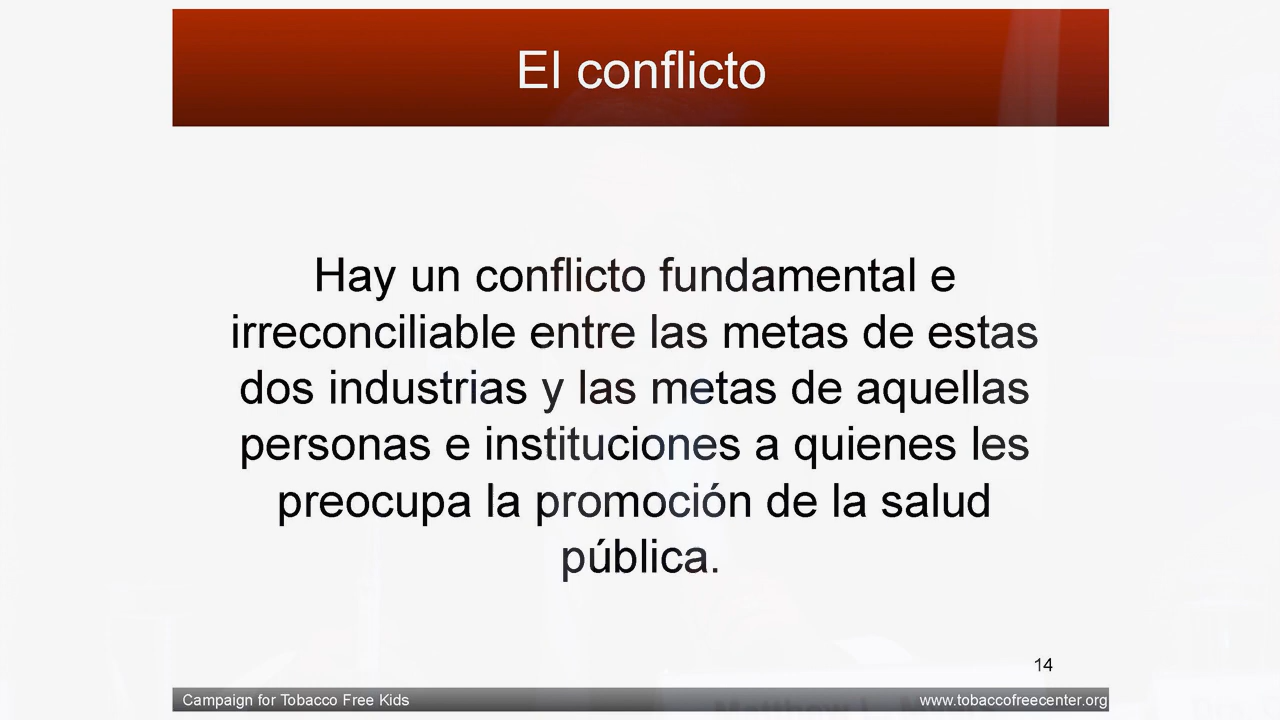 El conflicto
Hay un conflicto fundamental e
irreconciliable entre las metas de estas
dos industrias y las metas de aquellas
personas e instituciones a quienes les
preocupa la promoción de la salud
pública.
14
Campaign for Tobacco Free Kids
www.tobaccofreecenter.org